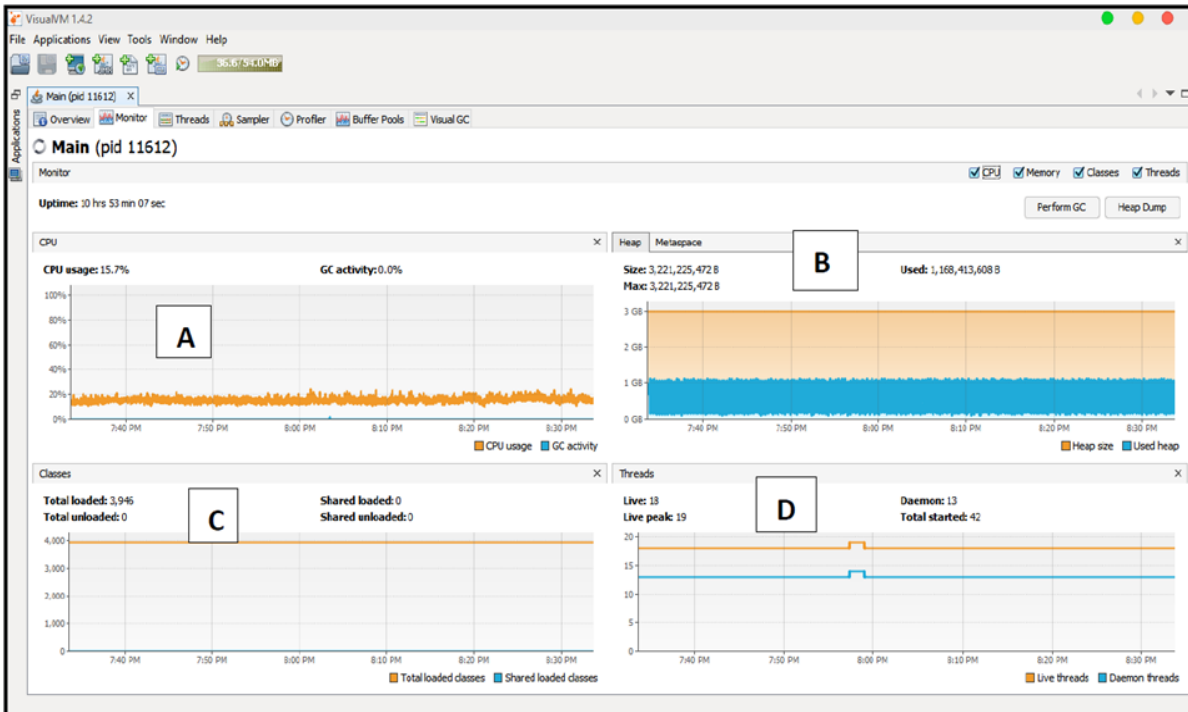 VisualVM 1.4.2
File Applications View Tools Window Help
36.6/54.0MB
Main (pid 11612) X
Applications
Overview Monitor Threads Sampler Profiler Buffer Pools Visual GC
Main (pid 11612)
Monitor CPU Memory Classes Threads
Uptime: 10 hrs 53 min 07 sec
Perform GC Heap Dump
CPU
CPU usage: 15.7% GC activity: 0.0%
A
100%
80%
60%
40%
20%
0%
7:40 PM 7:50 PM 8:00 PM 8:10 PM 8:20 PM 8:30 PM
CPU usage GC activity
Heap Metaspace
B
Size: 3,221,225,472 B Used: 1,168,413,608 B
Max: 3,221,225,472 B
3 GB
2 GB
1 GB
0 GB
7:40 PM 7:50 PM 8:00 PM 8:10 PM 8:20 PM 8:30 PM
Heap size Used heap
Classes
Total loaded: 3,946 Shared loaded: 0
Total unloaded: 0 Shared unloaded: 0
C
4,000
3,000
2,000
1,000
0
7:40 PM 7:50 PM 8:00 PM 8:10 PM 8:20 PM 8:30 PM
Total loaded classes Shared loaded classes
Threads
Live: 18 Daemon: 13
Live peak: 19 Total started: 42
D
20
15
10
5
0
7:40 PM 7:50 PM 8:00 PM 8:10 PM 8:20 PM 8:30 PM
Live threads Daemon threads